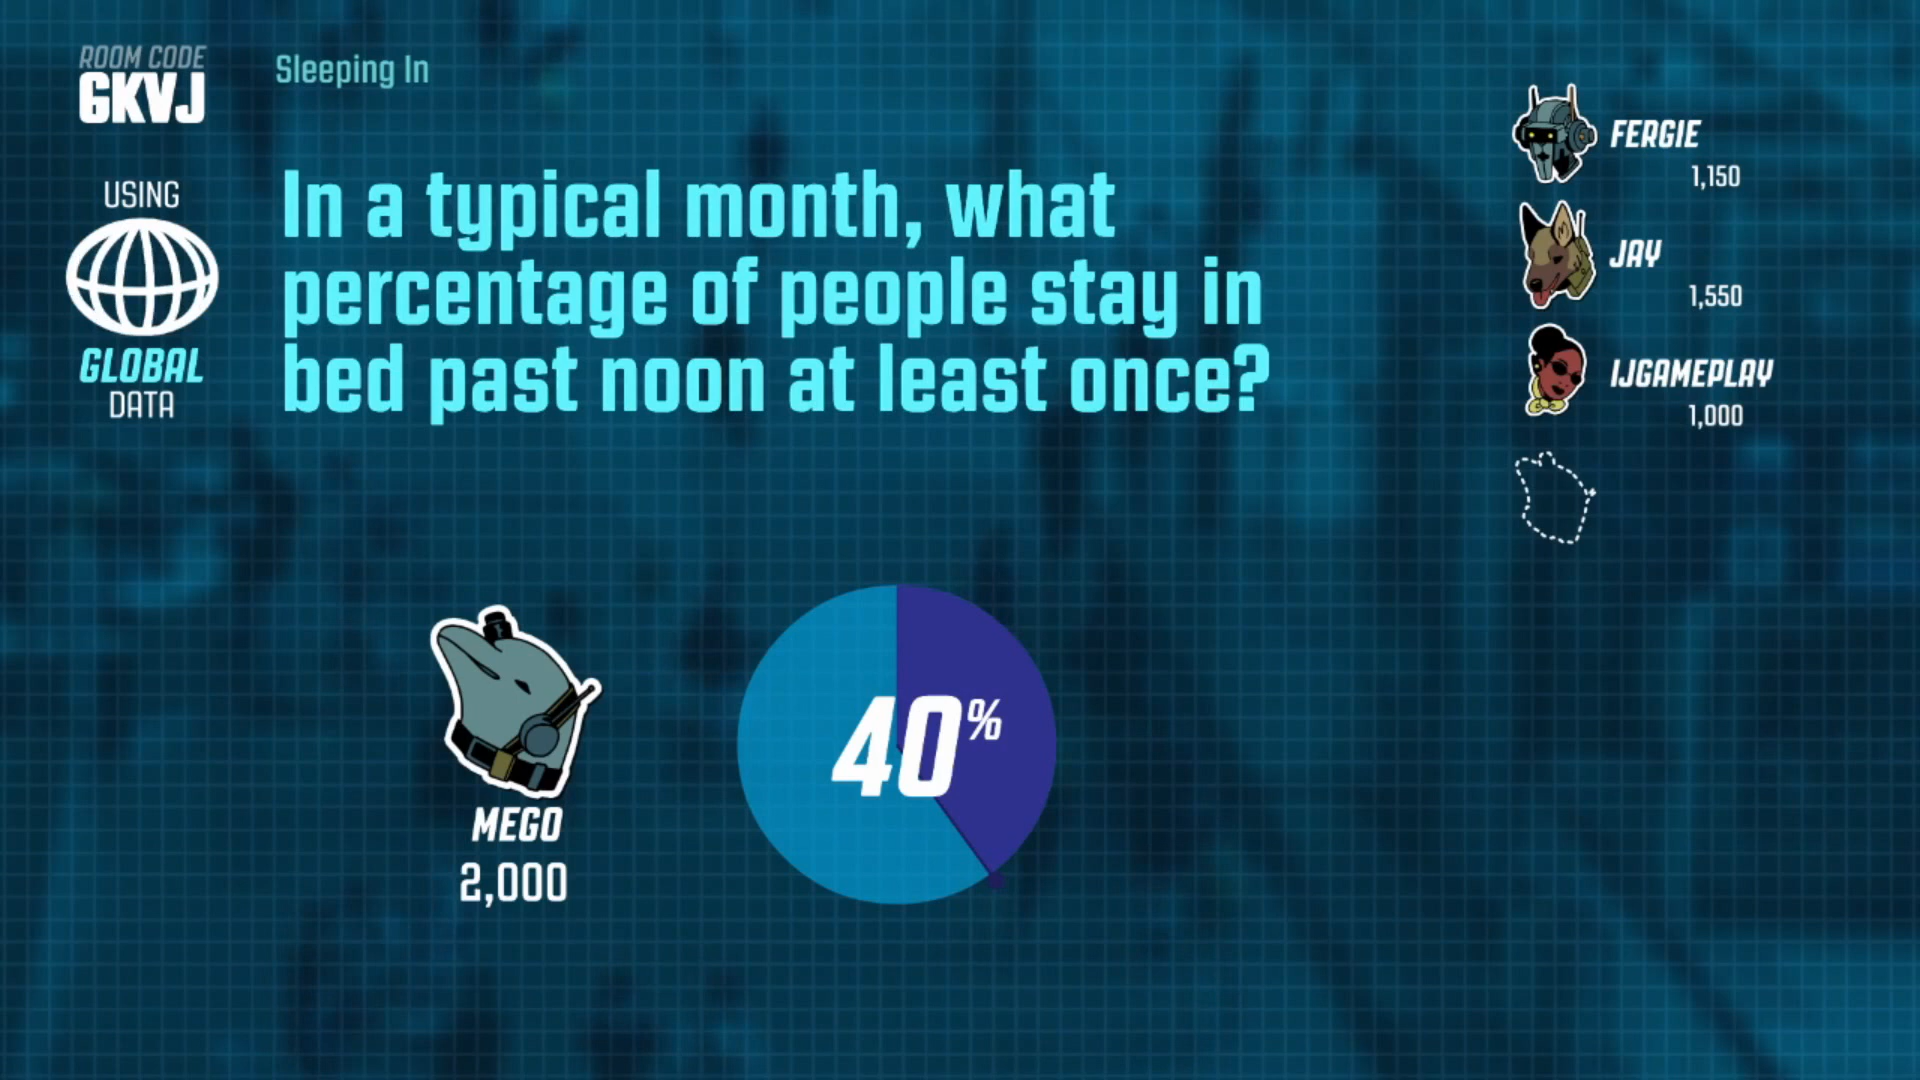 ROOM CODE
GKVJ
Sleeping In
USING
GLOBAL
DATA
In a typical month, what
percentage of people stay in
bed past noon at least once?
FERGIE
1,150
JAY
1,550
IJGAMEPLAY
1,000
MEGO
2,000
40%